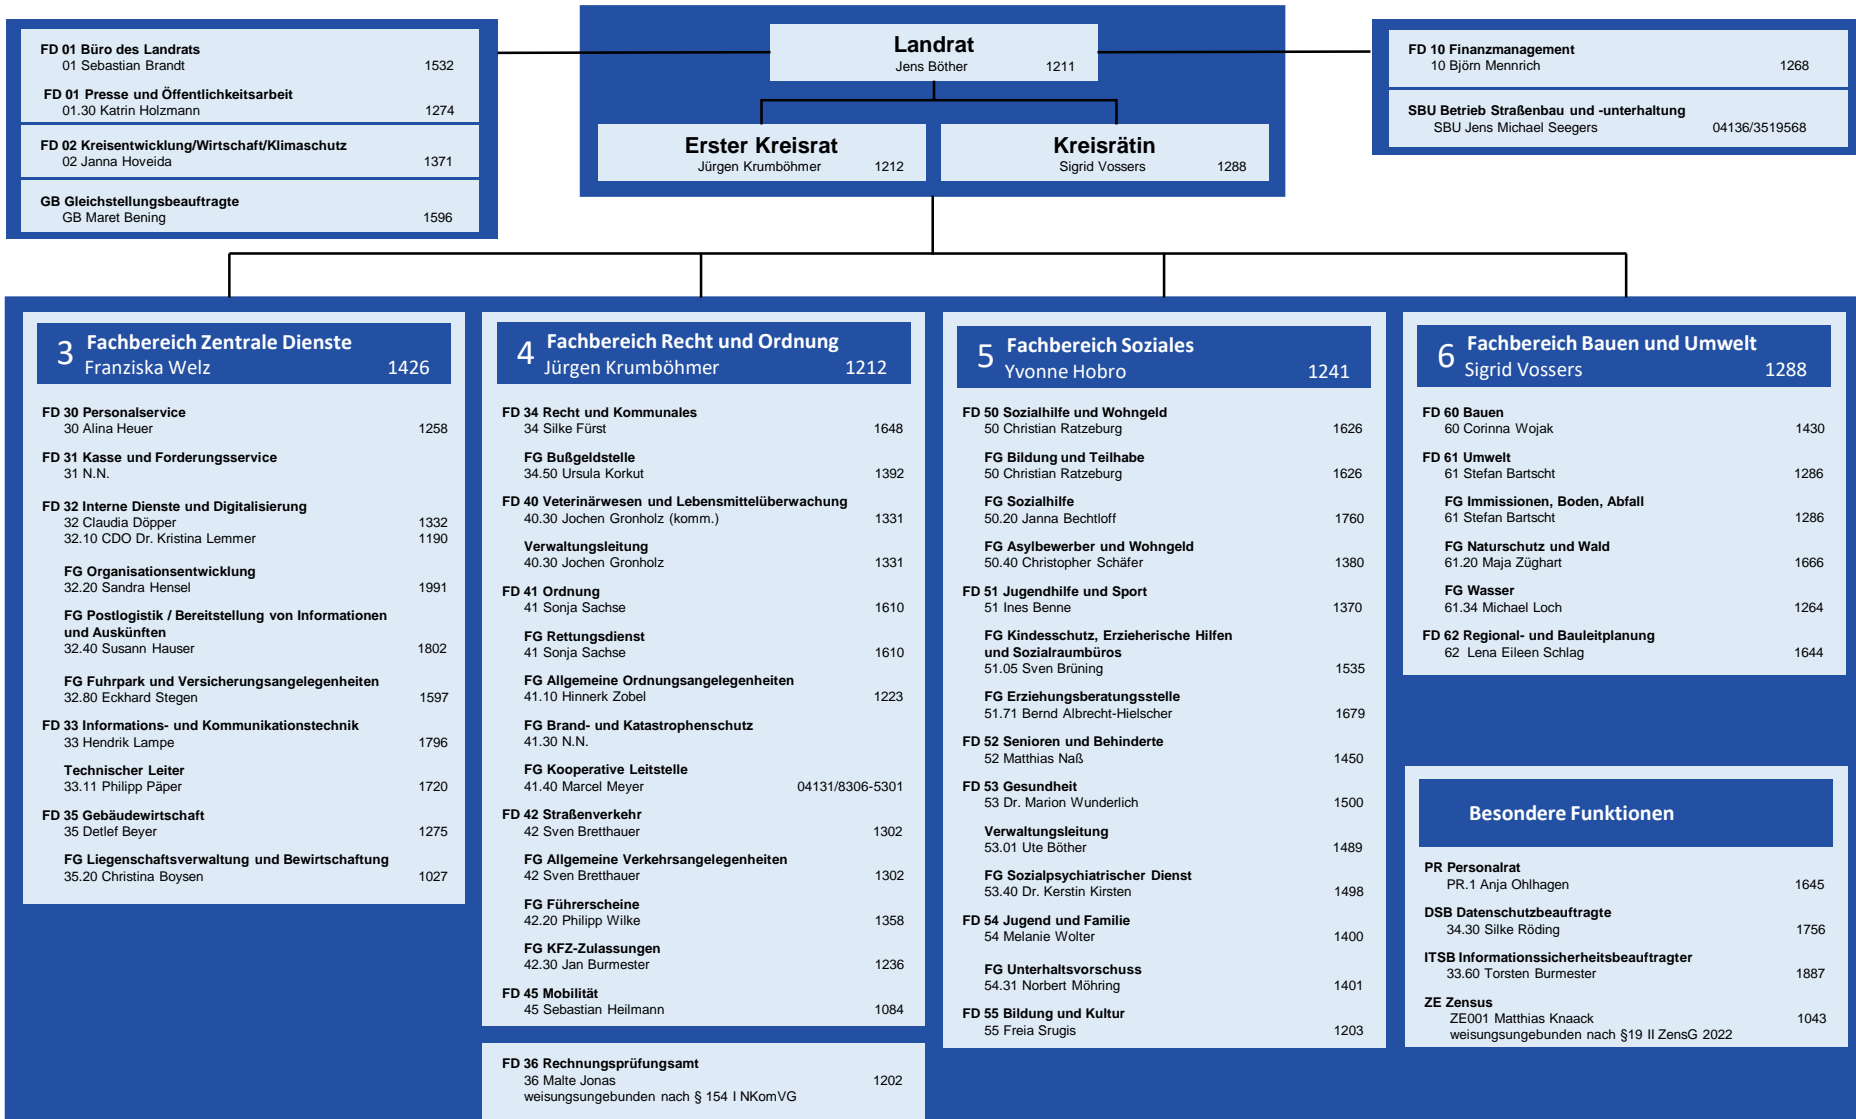 FD 01 Büro des Landrats
01 Sebastian Brandt 1532
FD 01 Presse und Öffentlichkeitsarbeit
01.30 Katrin Holzmann 1274
FD 02 Kreisentwicklung/Wirtschaft/Klimaschutz
02 Janna Hoveida 1371
GB Gleichstellungsbeauftragte
GB Maret Bening 1596
Landrat
Jens Böther 1211
Erster Kreisrat
Jürgen Krumböhmer 1212
Kreisrätin
Sigrid Vossers 1288
FD 10 Finanzmanagement
10 Björn Mennrich 1268
SBU Betrieb Straßenbau und -unterhaltung
SBU Jens Michael Seegers 04136/3519568
3 Fachbereich Zentrale Dienste
Franziska Welz 1426
FD 30 Personalservice
30 Alina Heuer 1258
FD 31 Kasse und Forderungsservice
31 N.N.
FD 32 Interne Dienste und Digitalisierung
32 Claudia Döpper 1332
32.10 CDO Dr. Kristina Lemmer 1190
FG Organisationsentwicklung
32.20 Sandra Hensel 1991
FG Postlogistik / Bereitstellung von Informationen
und Auskünften
32.40 Susann Hauser 1802
FG Fuhrpark und Versicherungsangelegenheiten
32.80 Eckhard Stegen 1597
FD 33 Informations- und Kommunikationstechnik
33 Hendrik Lampe 1796
Technischer Leiter
33.11 Philipp Päper 1720
FD 35 Gebäudewirtschaft
35 Detlef Beyer 1275
FG Liegenschaftsverwaltung und Bewirtschaftung
35.20 Christina Boysen 1027
4 Fachbereich Recht und Ordnung
Jürgen Krumböhmer 1212
FD 34 Recht und Kommunales
34 Silke Fürst 1648
FG Bußgeldstelle
34.50 Ursula Korkut 1392
FD 40 Veterinärwesen und Lebensmittelüberwachung
40.30 Jochen Gronholz (komm.) 1331
Verwaltungsleitung
40.30 Jochen Gronholz 1331
FD 41 Ordnung
41 Sonja Sachse 1610
FG Rettungsdienst
41 Sonja Sachse 1610
FG Allgemeine Ordnungsangelegenheiten
41.10 Hinnerk Zobel 1223
FG Brand- und Katastrophenschutz
41.30 N.N.
FG Kooperative Leitstelle
41.40 Marcel Meyer 04131/8306-5301
FD 42 Straßenverkehr
42 Sven Bretthauer 1302
FG Allgemeine Verkehrsangelegenheiten
42 Sven Bretthauer 1302
FG Führerscheine
42.20 Philipp Wilke 1358
FG KFZ-Zulassungen
42.30 Jan Burmester 1236
FD 45 Mobilität
45 Sebastian Heilmann 1084
FD 36 Rechnungsprüfungsamt
36 Malte Jonas 1202
weisungsungebunden nach § 154 I NKomVG
5 Fachbereich Soziales
Yvonne Hobro 1241
FD 50 Sozialhilfe und Wohngeld
50 Christian Ratzeburg 1626
FG Bildung und Teilhabe
50 Christian Ratzeburg 1626
FG Sozialhilfe
50.20 Janna Bechtloff 1760
FG Asylbewerber und Wohngeld
50.40 Christopher Schäfer 1380
FD 51 Jugendhilfe und Sport
51 Ines Benne 1370
FG Kindesschutz, Erzieherische Hilfen
und Sozialraumbüros
51.05 Sven Brüning 1535
FG Erziehungsberatungsstelle
51.71 Bernd Albrecht-Hielscher 1679
FD 52 Senioren und Behinderte
52 Matthias Naß 1450
FD 53 Gesundheit
53 Dr. Marion Wunderlich 1500
Verwaltungsleitung
53.01 Ute Böther 1489
FG Sozialpsychiatrischer Dienst
53.40 Dr. Kerstin Kirsten 1498
FD 54 Jugend und Familie
54 Melanie Wolter 1400
FG Unterhaltsvorschuss
54.31 Norbert Möhring 1401
FD 55 Bildung und Kultur
55 Freia Srugis 1203
6 Fachbereich Bauen und Umwelt
Sigrid Vossers 1288
FD 60 Bauen
60 Corinna Wojak 1430
FD 61 Umwelt
61 Stefan Bartscht 1286
FG Immissionen, Boden, Abfall
61 Stefan Bartscht 1286
FG Naturschutz und Wald
61.20 Maja Züghart 1666
FG Wasser
61.34 Michael Loch 1264
FD 62 Regional- und Bauleitplanung
62 Lena Eileen Schlag 1644
Besondere Funktionen
PR Personalrat
PR.1 Anja Ohlhagen 1645
DSB Datenschutzbeauftragte
34.30 Silke Röding 1756
ITSB Informationssicherheitsbeauftragter
33.60 Torsten Burmester 1887
ZE Zensus
ZE001 Matthias Knaack 1043
weisungsungebunden nach §19 II ZensG 2022